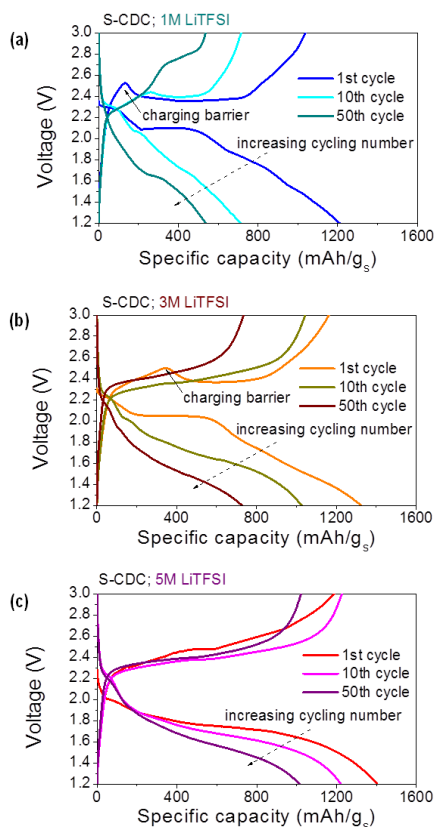 (a)
S-CDC; 1M LiTFSI
3.0
2.8
2.6
2.4
2.2
2.0
1.8
1.6
1.4
1.2
Voltage (V)
1st cycle
10th cycle
50th cycle
charging barrier
increasing cycling number
0 400 800 1200 1600
Specific capacity (mAh/gS)
(b)
S-CDC; 3M LiTFSI
3.0
2.8
2.6
2.4
2.2
2.0
1.8
1.6
1.4
1.2
Voltage (V)
1st cycle
10th cycle
50th cycle
charging barrier
increasing cycling number
0 400 800 1200 1600
Specific capacity (mAh/gS)
(c)
S-CDC; 5M LiTFSI
3.0
2.8
2.6
2.4
2.2
2.0
1.8
1.6
1.4
1.2
Voltage (V)
1st cycle
10th cycle
50th cycle
increasing cycling number
0 400 800 1200 1600
Specific capacity (mAh/gS)